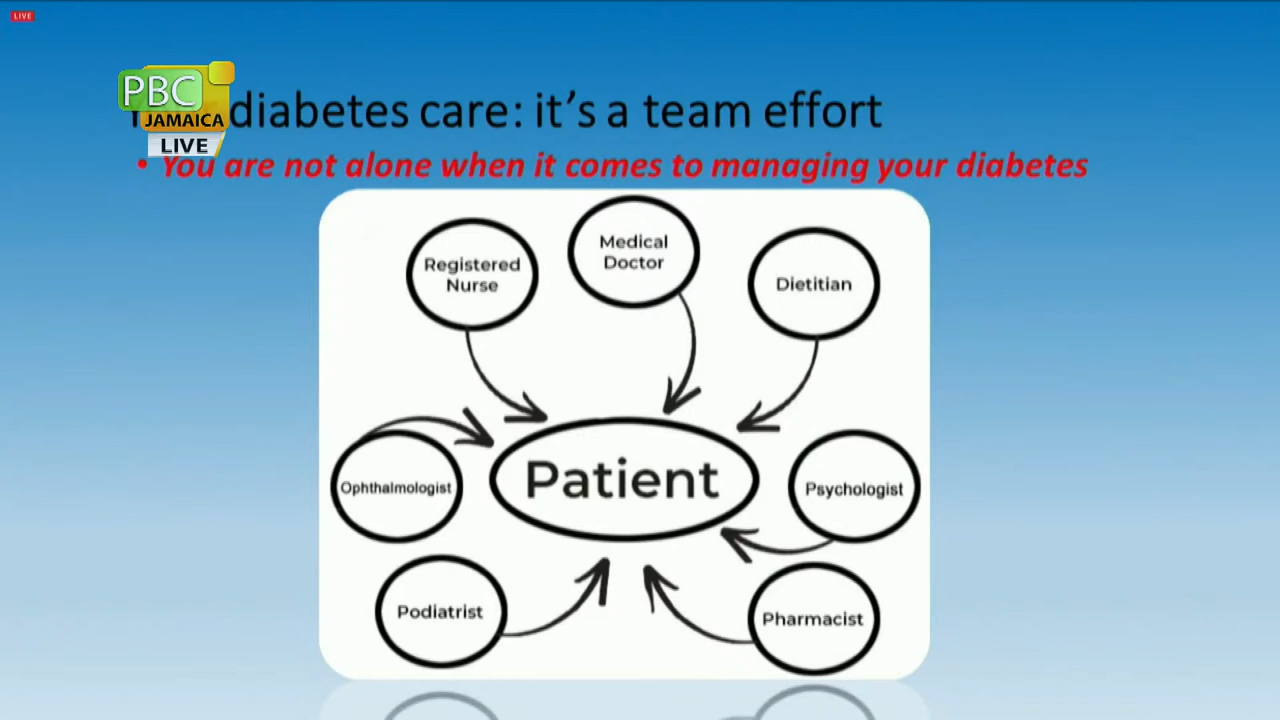 LIVE
PBC
JAMAICA
LIVE
diabetes care: it's a team effort
• You are not alone when it comes to managing your diabetes
Registered
Nurse
Medical
Doctor
Dietitian
Ophthalmologist
Patient
Psychologist
Podiatrist
Pharmacist